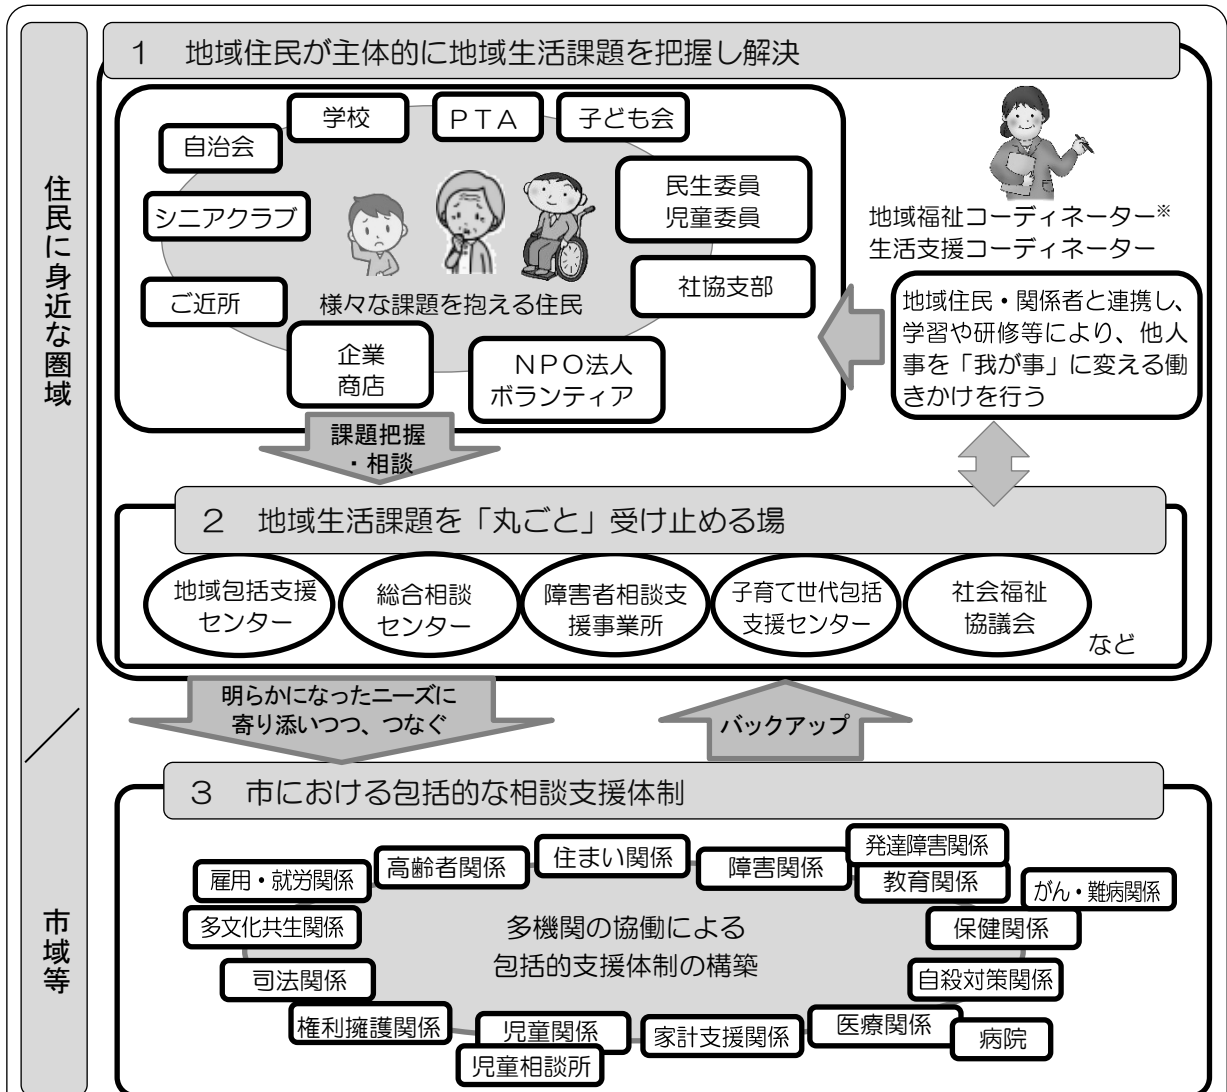 住民に身近な圏域
市域等
１　地域住民が主体的に地域生活課題を把握し解決
学校
ＰＴＡ
子ども会
自治会
シニアクラブ
ご近所
民生委員
児童委員
社協支部
様々な課題を抱える住民
企業
商店
ＮＰＯ法人
ボランティア
地域福祉コーディネーター※
生活支援コーディネーター
地域住民・関係者と連携し、
学習や研修等により、他人
事を「我が事」に変える働
きかけを行う
課題把握
・相談
２　地域生活課題を「丸ごと」受け止める場
地域包括支援
センター
総合相談
センター
障害者相談支
援事業所
子育て世代包括
支援センター
社会福祉
協議会
など
明らかになったニーズに
寄り添いつつ、つなぐ
バックアップ
３　市における包括的な相談支援体制
雇用・就労関係
高齢者関係
住まい関係
障害関係
発達障害関係
教育関係
がん・難病関係
多文化共生関係
保健関係
司法関係
自殺対策関係
権利擁護関係
児童関係
児童相談所
家計支援関係
医療関係
病院
多機関の協働による
包括的支援体制の構築